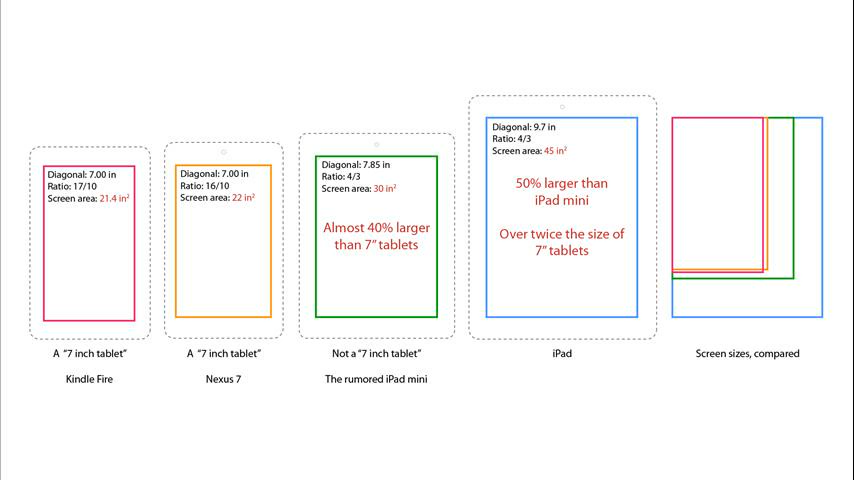 Diagonal: 7.00 in
Ratio: 17/10
Screen area: 21.4 in²
A “7 inch tablet”
Kindle Fire
Diagonal: 7.00 in
Ratio: 16/10
Screen area: 22 in²
A “7 inch tablet”
Nexus 7
Diagonal: 7.85 in
Ratio: 4/3
Screen area: 30 in²
Almost 40% larger
than 7” tablets
Not a “7 inch tablet”
The rumored iPad mini
Diagonal: 9.7 in
Ratio: 4/3
Screen area: 45 in²
50% larger than
iPad mini
Over twice the size of
7” tablets
iPad
Screen sizes, compared